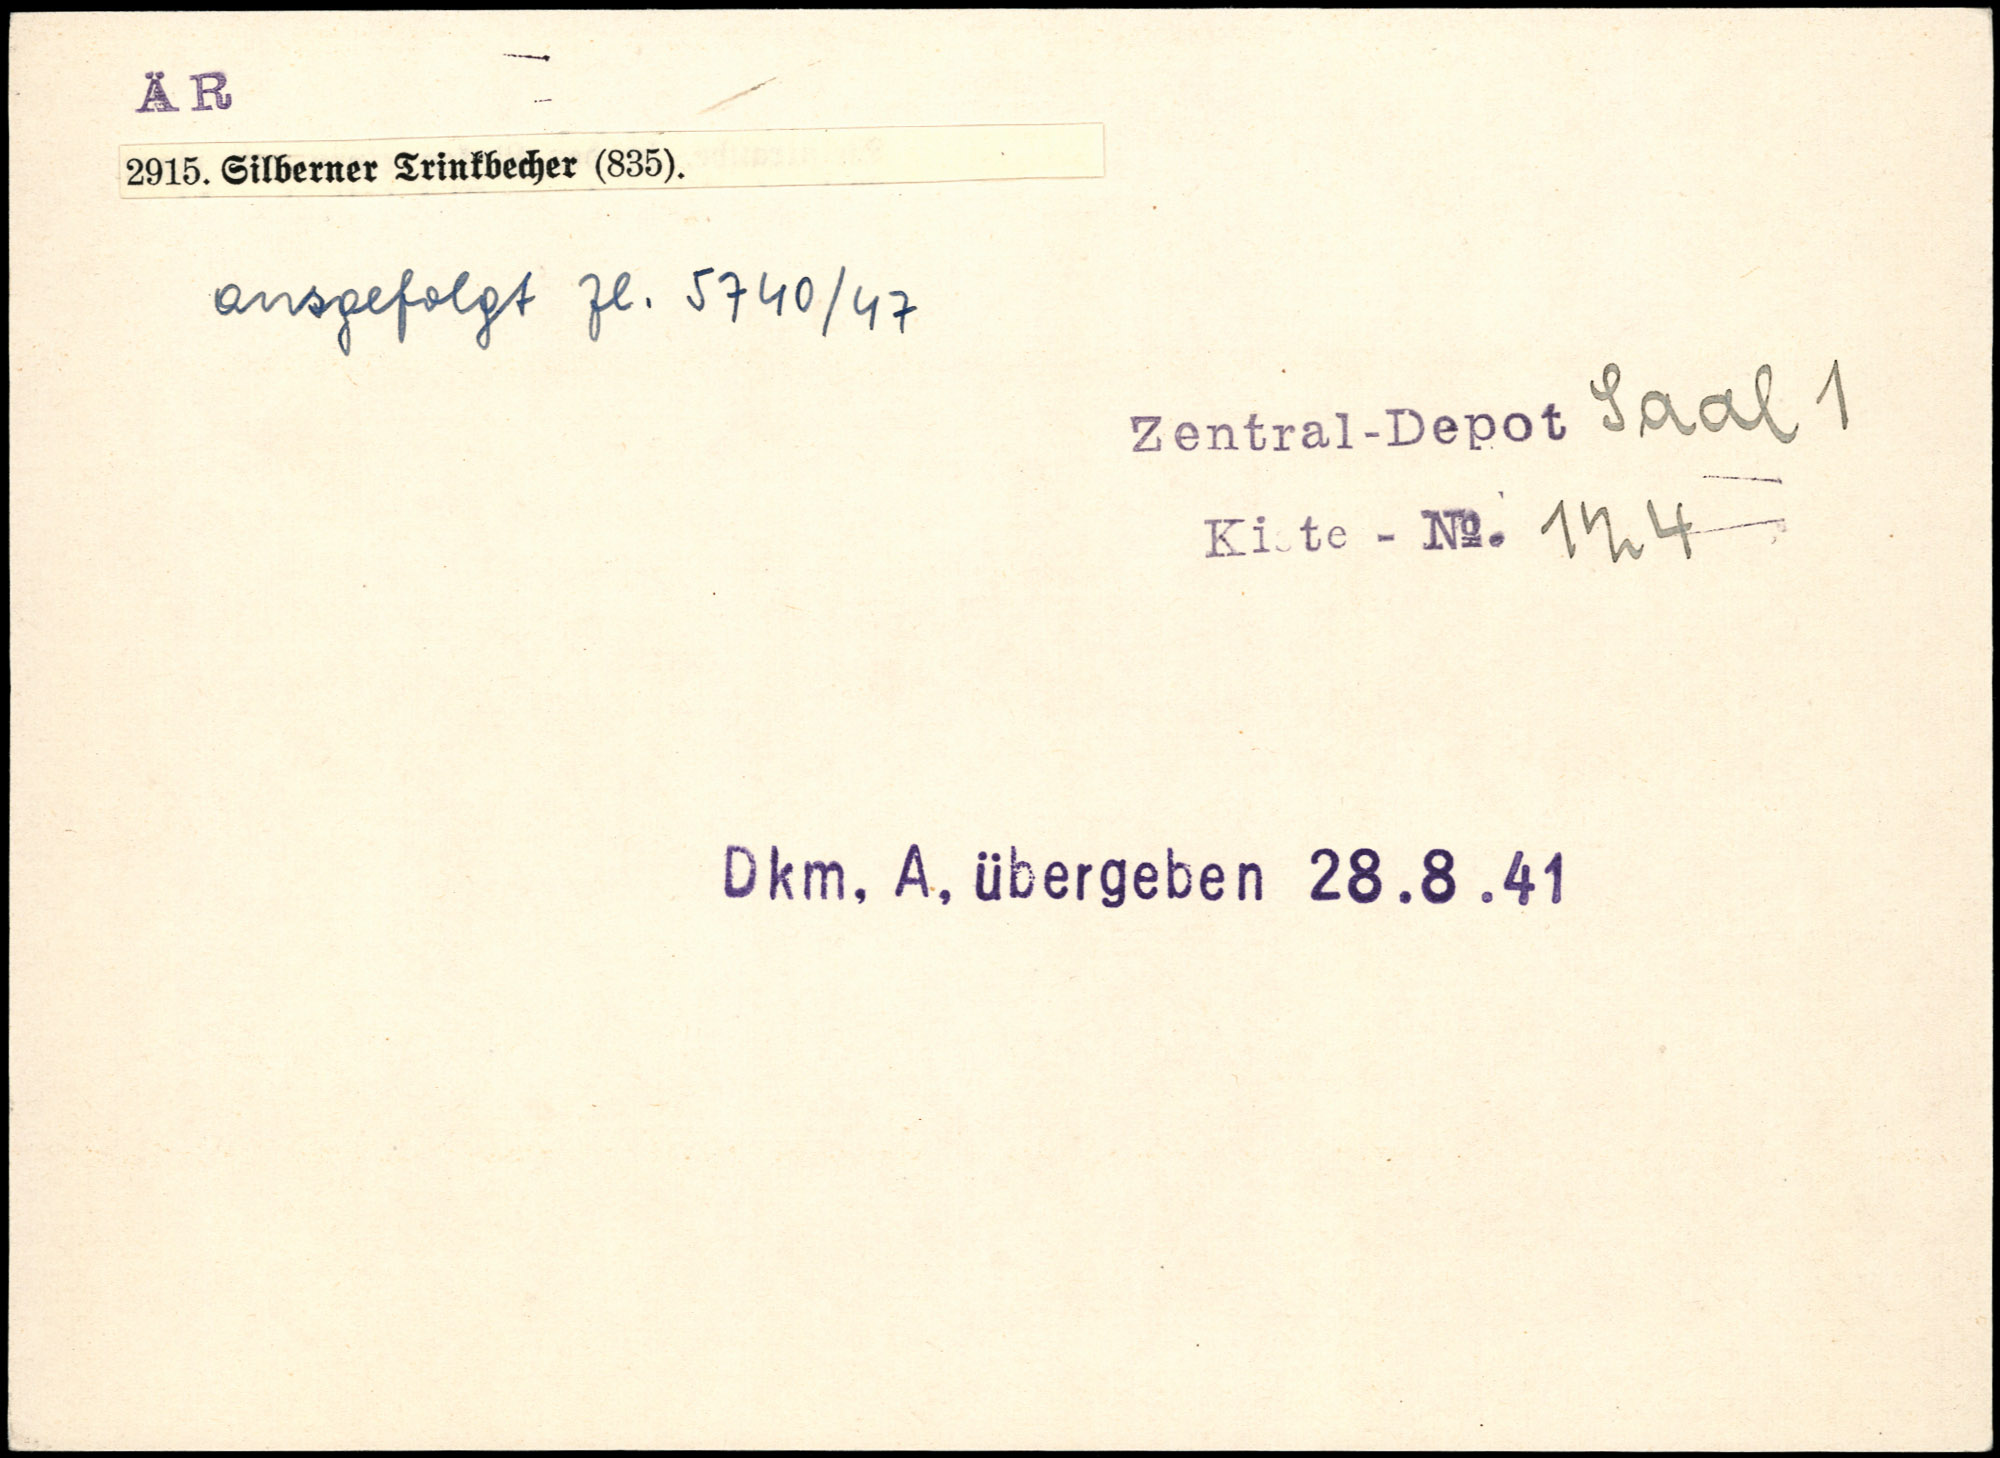 ÄR
2915. Silberner Trinkbecher (835).
ausgefolgt Zl. 5740/47
Zentral-Depot Saal 1
Kiste - №. 124
Dkm. A. übergeben 28.8.41